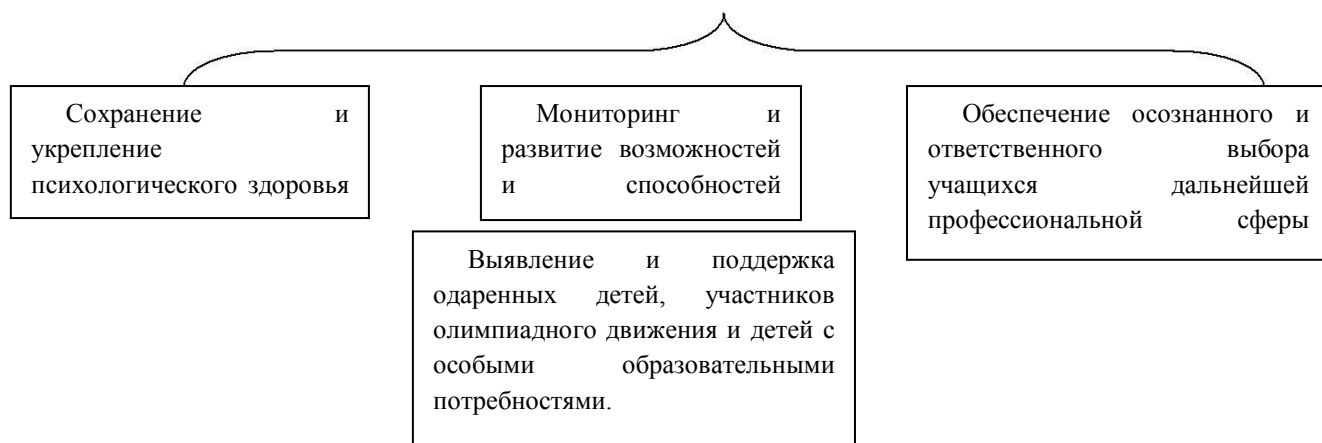 Сохранение и
укрепление
психологического здоровья
Мониторинг и
развитие возможностей
и способностей
Обеспечение осознанного и
ответственного выбора
учащихся дальнейшей
профессиональной сферы
Выявление и поддержка
одаренных детей, участников
олимпиадного движения и детей с
особыми образовательными
потребностями.